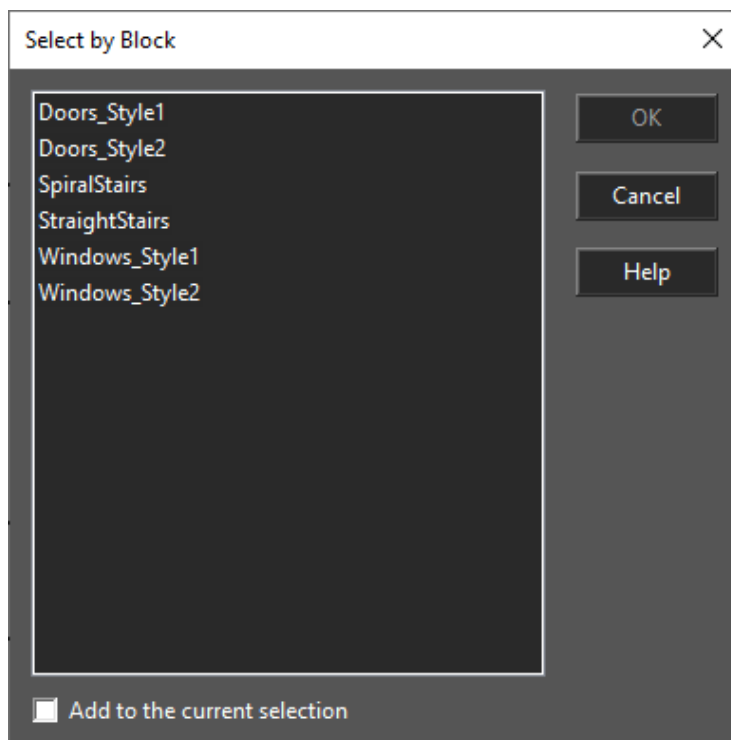 Select by Block
Doors_Style1
Doors_Style2
SpiralStairs
StraightStairs
Windows_Style1
Windows_Style2
OK
Cancel
Help
Add to the current selection